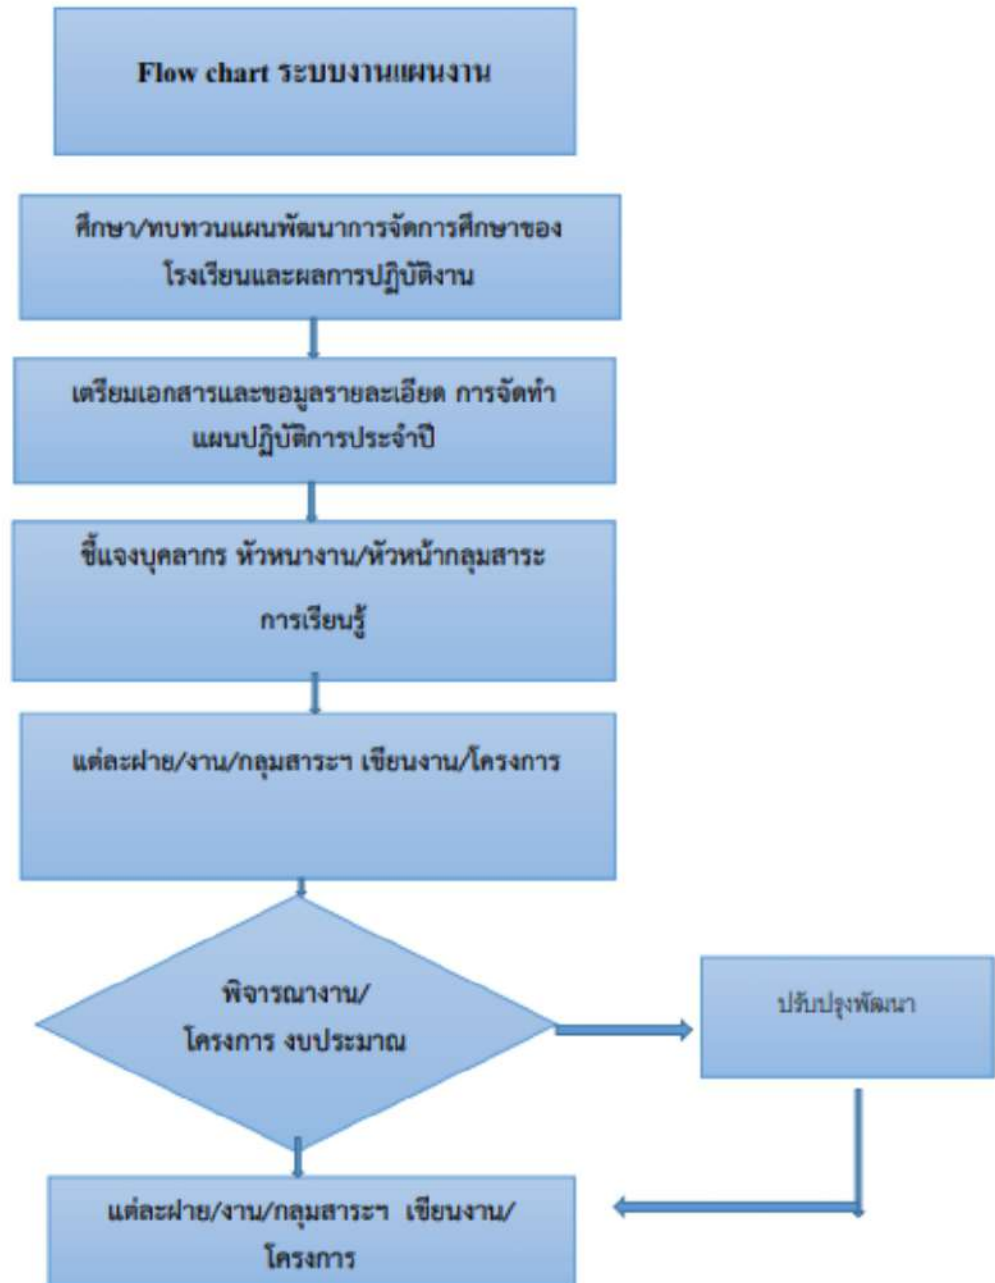 Flow chart ระบบงานแผนงาน
ศึกษา/ทบทวนแผนพัฒนาการจัดการศึกษาของ
โรงเรียนและผลการปฏิบัติงาน
เตรียมเอกสารและขอมูลรายละเอียด การจัดทำ
แผนปฏิบัติการประจำปี
ชี้แจงบุคลากร หัวหนางาน/หัวหน้ากลุมสาระ
การเรียนรู้
แต่ละฝาย/งาน/กลุมสาระฯ เขียนงาน/โครงการ
พิจารณางาน/
โครงการ งบประมาณ
ปรับปรุงพัฒนา
แต่ละฝ่าย/งาน/กลุมสาระฯ เขียนงาน/
โครงการ